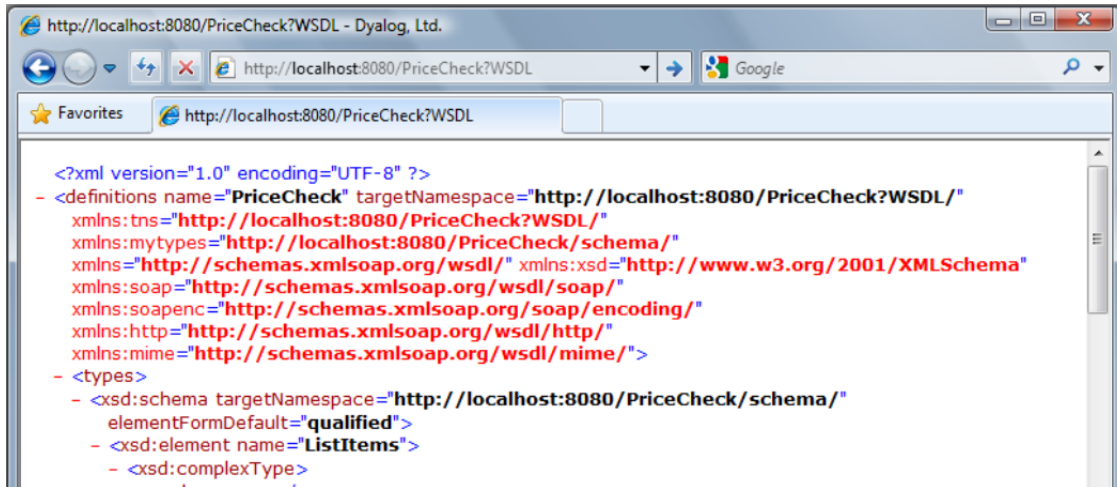 http://localhost:8080/PriceCheck?WSDL - Dyalog, Ltd.
http://localhost:8080/PriceCheck?WSDL
Google
Favorites
http://localhost:8080/PriceCheck?WSDL
<?xml version="1.0" encoding="UTF-8" ?>
- <definitions name="PriceCheck" targetNamespace="http://localhost:8080/PriceCheck?WSDL/"
xmlns:tns="http://localhost:8080/PriceCheck?WSDL/"
xmlns:mytypes="http://localhost:8080/PriceCheck/schema/"
xmlns="http://schemas.xmlsoap.org/wsdl/" xmlns:xsd="http://www.w3.org/2001/XMLSchema"
xmlns:soap="http://schemas.xmlsoap.org/wsdl/soap/"
xmlns:soapenc="http://schemas.xmlsoap.org/soap/encoding/"
xmlns:http="http://schemas.xmlsoap.org/wsdl/http/"
xmlns:mime="http://schemas.xmlsoap.org/wsdl/mime/">
- <types>
- <xsd:schema targetNamespace="http://localhost:8080/PriceCheck/schema/"
elementFormDefault="qualified">
- <xsd:element name="ListItems">
- <xsd:complexType>